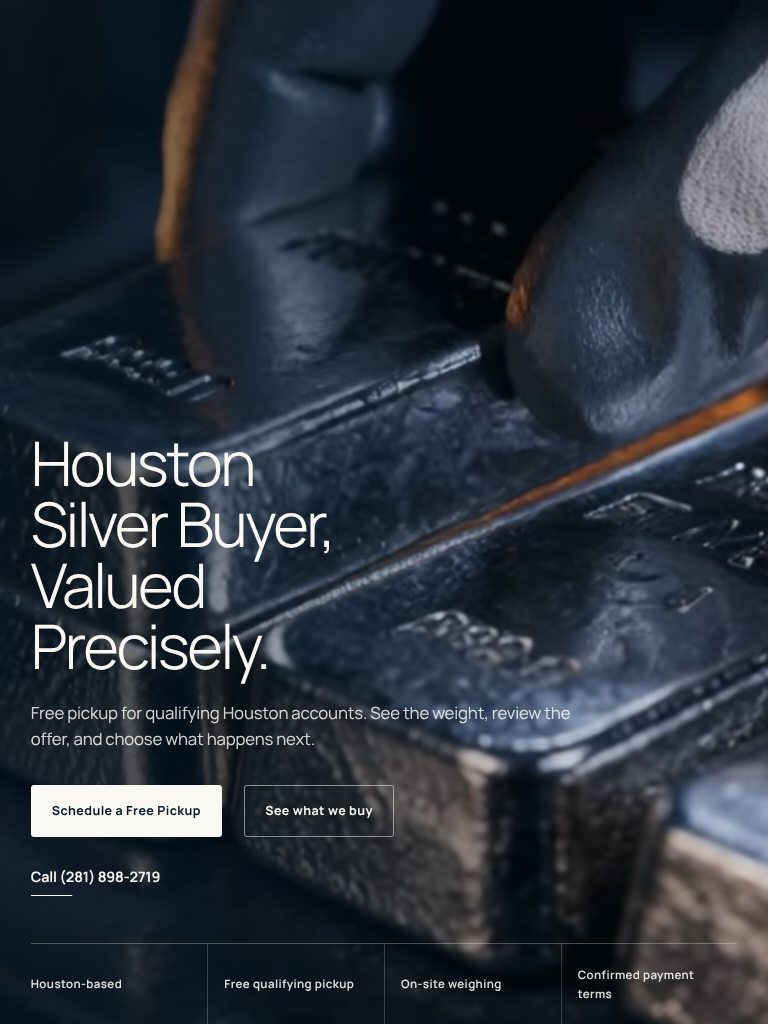 Houston
Silver Buyer,
Valued
Precisely.
Free pickup for qualifying Houston accounts. See the weight, review the
offer, and choose what happens next.
Schedule a Free Pickup
See what we buy
Call (281) 898-2719
Houston-based
Free qualifying pickup
On-site weighing
Confirmed payment
terms